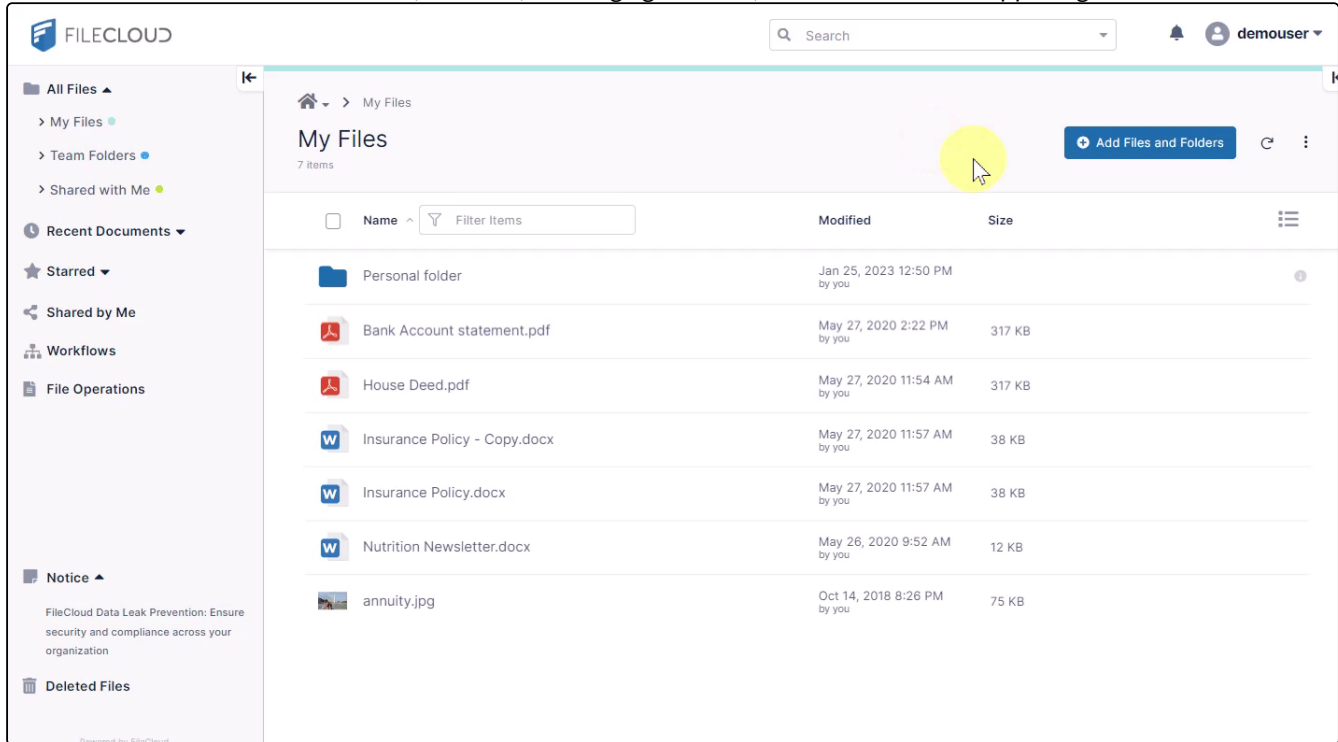 FILECLOUD
Search
demouser
All Files
My Files
Team Folders
Shared with Me
Recent Documents
Starred
Shared by Me
Workflows
File Operations
Notice
FileCloud Data Leak Prevention: Ensure
security and compliance across your
organization
Deleted Files
Powered by FileCloud
My Files
My Files
7 items
Add Files and Folders
Name
Filter Items
Modified
Size
Personal folder
Jan 25, 2023 12:50 PM
by you
Bank Account statement.pdf
May 27, 2020 2:22 PM
by you
317 KB
House Deed.pdf
May 27, 2020 11:54 AM
by you
317 KB
Insurance Policy - Copy.docx
May 27, 2020 11:57 AM
by you
38 KB
Insurance Policy.docx
May 27, 2020 11:57 AM
by you
38 KB
Nutrition Newsletter.docx
May 26, 2020 9:52 AM
by you
12 KB
annuity.jpg
Oct 14, 2018 8:26 PM
by you
75 KB